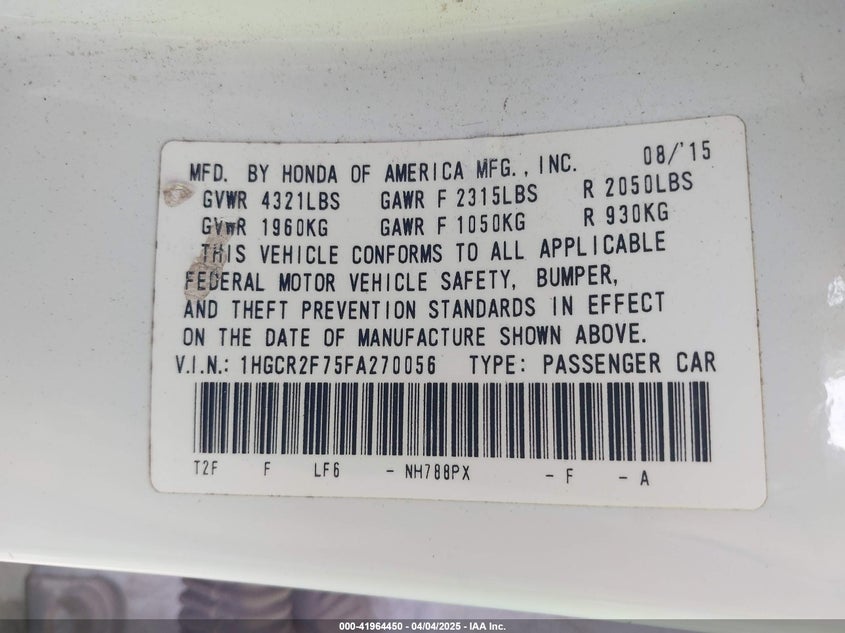 MFD. BY HONDA OF AMERICA MFG., INC. 08/'15
GVWR 4321LBS GAWR F 2315LBS R 2050LBS
GVWR 1960KG GAWR F 1050KG R 930KG
THIS VEHICLE CONFORMS TO ALL APPLICABLE
FEDERAL MOTOR VEHICLE SAFETY, BUMPER,
AND THEFT PREVENTION STANDARDS IN EFFECT
ON THE DATE OF MANUFACTURE SHOWN ABOVE.
V.I.N.: 1HGCR2F75FA270056 TYPE: PASSENGER CAR
T2F F LF6 - NH788PX - F - A
000-41964450 - 04/04/2025 - IAA Inc.